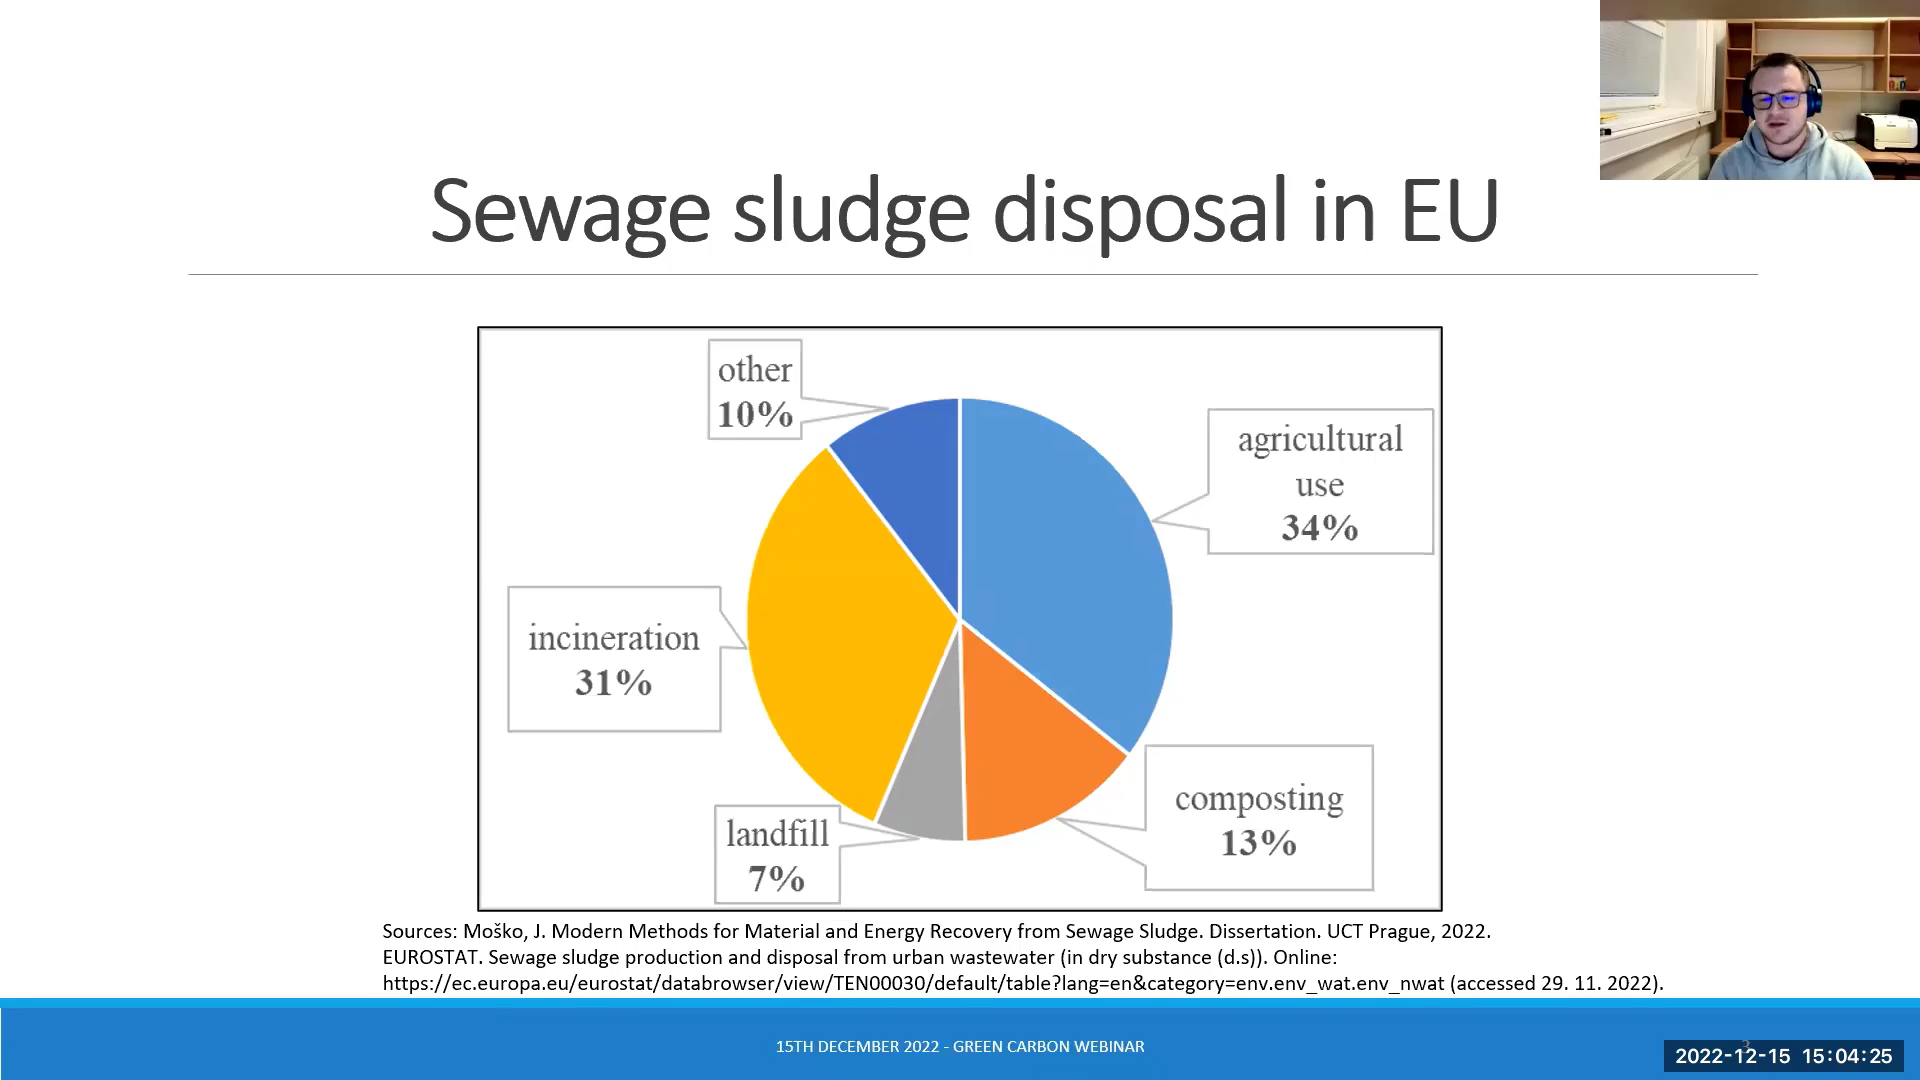 Sewage sludge disposal in EU
other
10%
agricultural
use
34%
incineration
31%
composting
13%
landfill
7%
Sources: Moško, J. Modern Methods for Material and Energy Recovery from Sewage Sludge. Dissertation. UCT Prague, 2022.
EUROSTAT. Sewage sludge production and disposal from urban wastewater (in dry substance (d.s)). Online:
https://ec.europa.eu/eurostat/databrowser/view/TEN00030/default/table?lang=en&category=env.env_wat.env_nwat (accessed 29. 11. 2022).
15TH DECEMBER 2022 - GREEN CARBON WEBINAR
3
2022-12-15 15:04:25